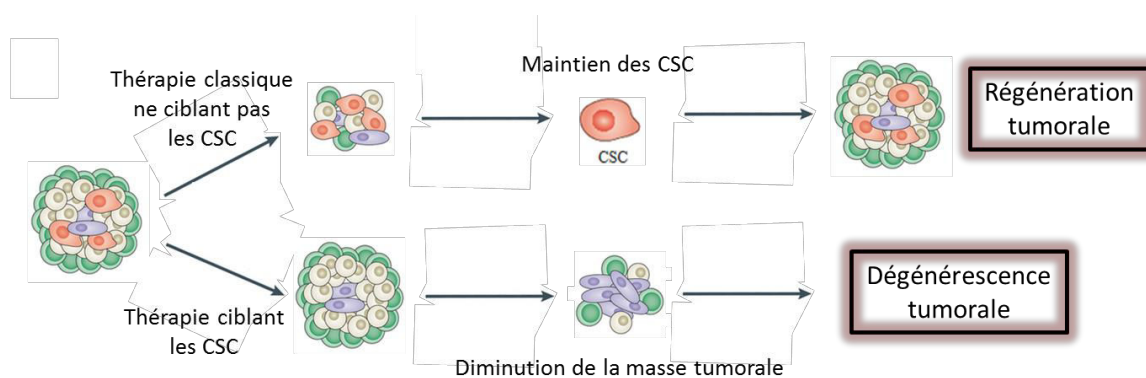 Thérapie classique
ne ciblant pas
les CSC
Maintien des CSC
CSC
Régénération
tumorale
Thérapie ciblant
les CSC
Diminution de la masse tumorale
Dégénérescence
tumorale